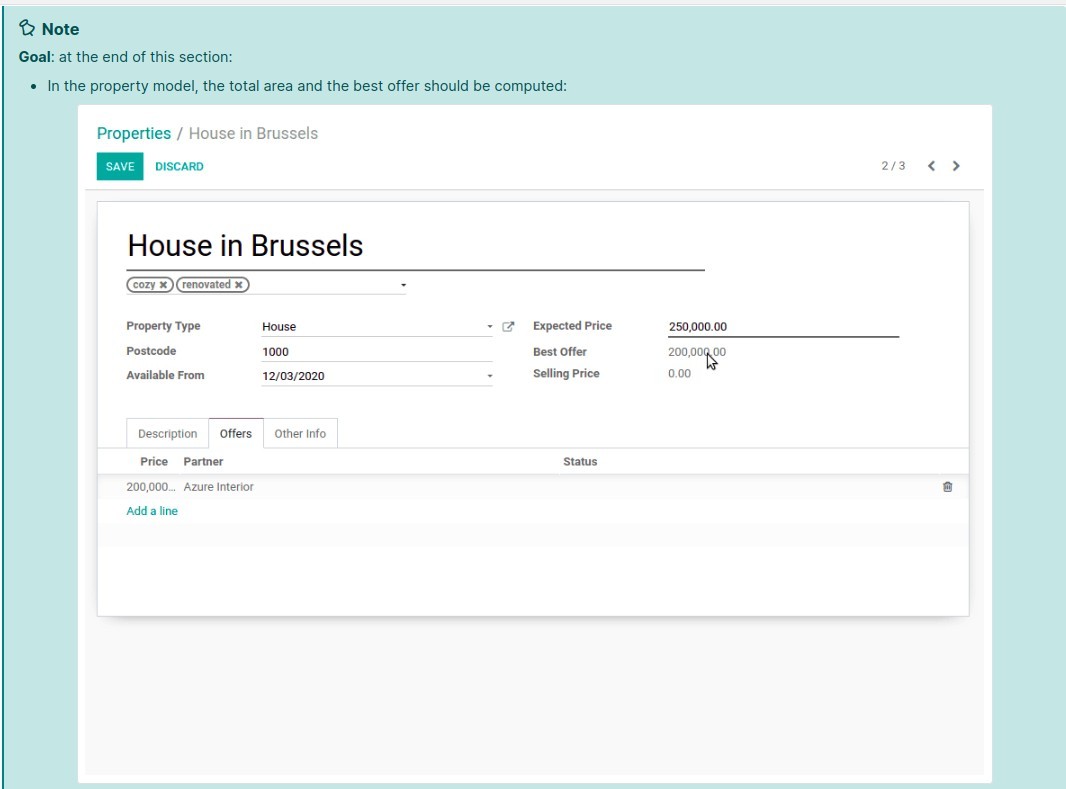 Note
Goal: at the end of this section:
• In the property model, the total area and the best offer should be computed:
Properties / House in Brussels
SAVE DISCARD 2 / 3
House in Brussels
cozy renovated
Property Type House Expected Price 250,000.00
Postcode 1000 Best Offer 200,000.00
Available From 12/03/2020 Selling Price 0.00
Description Offers Other Info
Price Partner Status
200,000... Azure Interior
Add a line